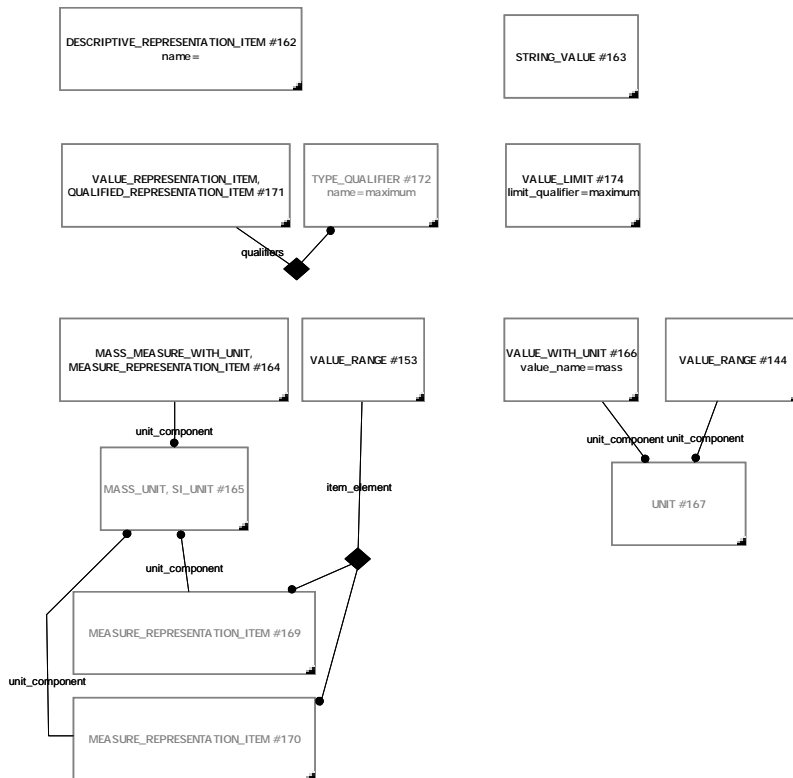 DESCRIPTIVE_REPRESENTATION_ITEM #162
name=
STRING_VALUE #163
VALUE_REPRESENTATION_ITEM,
QUALIFIED_REPRESENTATION_ITEM #171
TYPE_QUALIFIER #172
name=maximum
VALUE_LIMIT #174
limit_qualifier=maximum
qualifiers
MASS_MEASURE_WITH_UNIT,
MEASURE_REPRESENTATION_ITEM #164
VALUE_RANGE #153
VALUE_WITH_UNIT #166
value_name=mass
VALUE_RANGE #144
unit_component
unit_component
unit_component
MASS_UNIT, SI_UNIT #165
item_element
UNIT #167
unit_component
MEASURE_REPRESENTATION_ITEM #169
unit_component
MEASURE_REPRESENTATION_ITEM #170